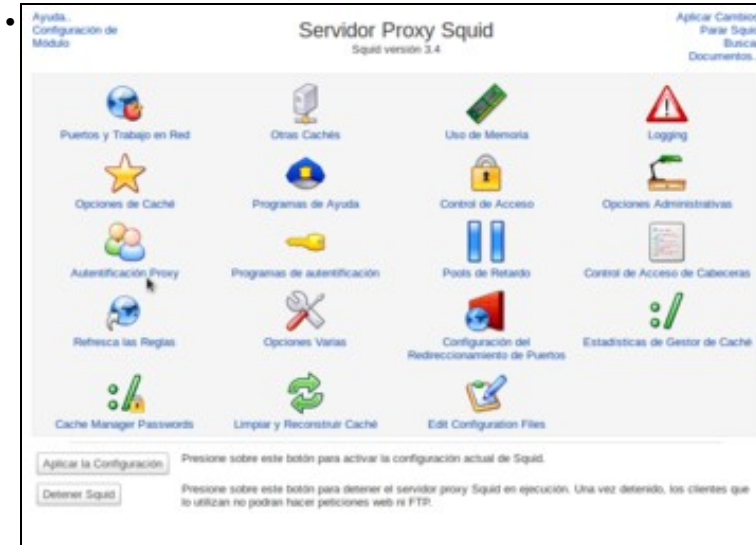 Ayuda..
Configuración de
Módulo
Servidor Proxy Squid
Squid versión 3.4
Aplicar Cambios
Parar Squid
Buscar
Documentos..
Puertos y Trabajo en Red
Otras Cachés
Uso de Memoria
Logging
Opciones de Caché
Programas de Ayuda
Control de Acceso
Opciones Administrativas
Autentificación Proxy
Programas de autentificación
Pools de Retardo
Control de Acceso de Cabeceras
Refresca las Reglas
Opciones Varias
Configuración del
Redireccionamiento de Puertos
Estadísticas de Gestor de Caché
Cache Manager Passwords
Limpiar y Reconstruir Caché
Edit Configuration Files
Aplicar la Configuración
Presione sobre este botón para activar la configuración actual de Squid.
Detener Squid
Presione sobre este botón para detener el servidor proxy Squid en ejecución. Una vez detenido, los clientes que
lo utilizan no podran hacer peticiones web ni FTP.